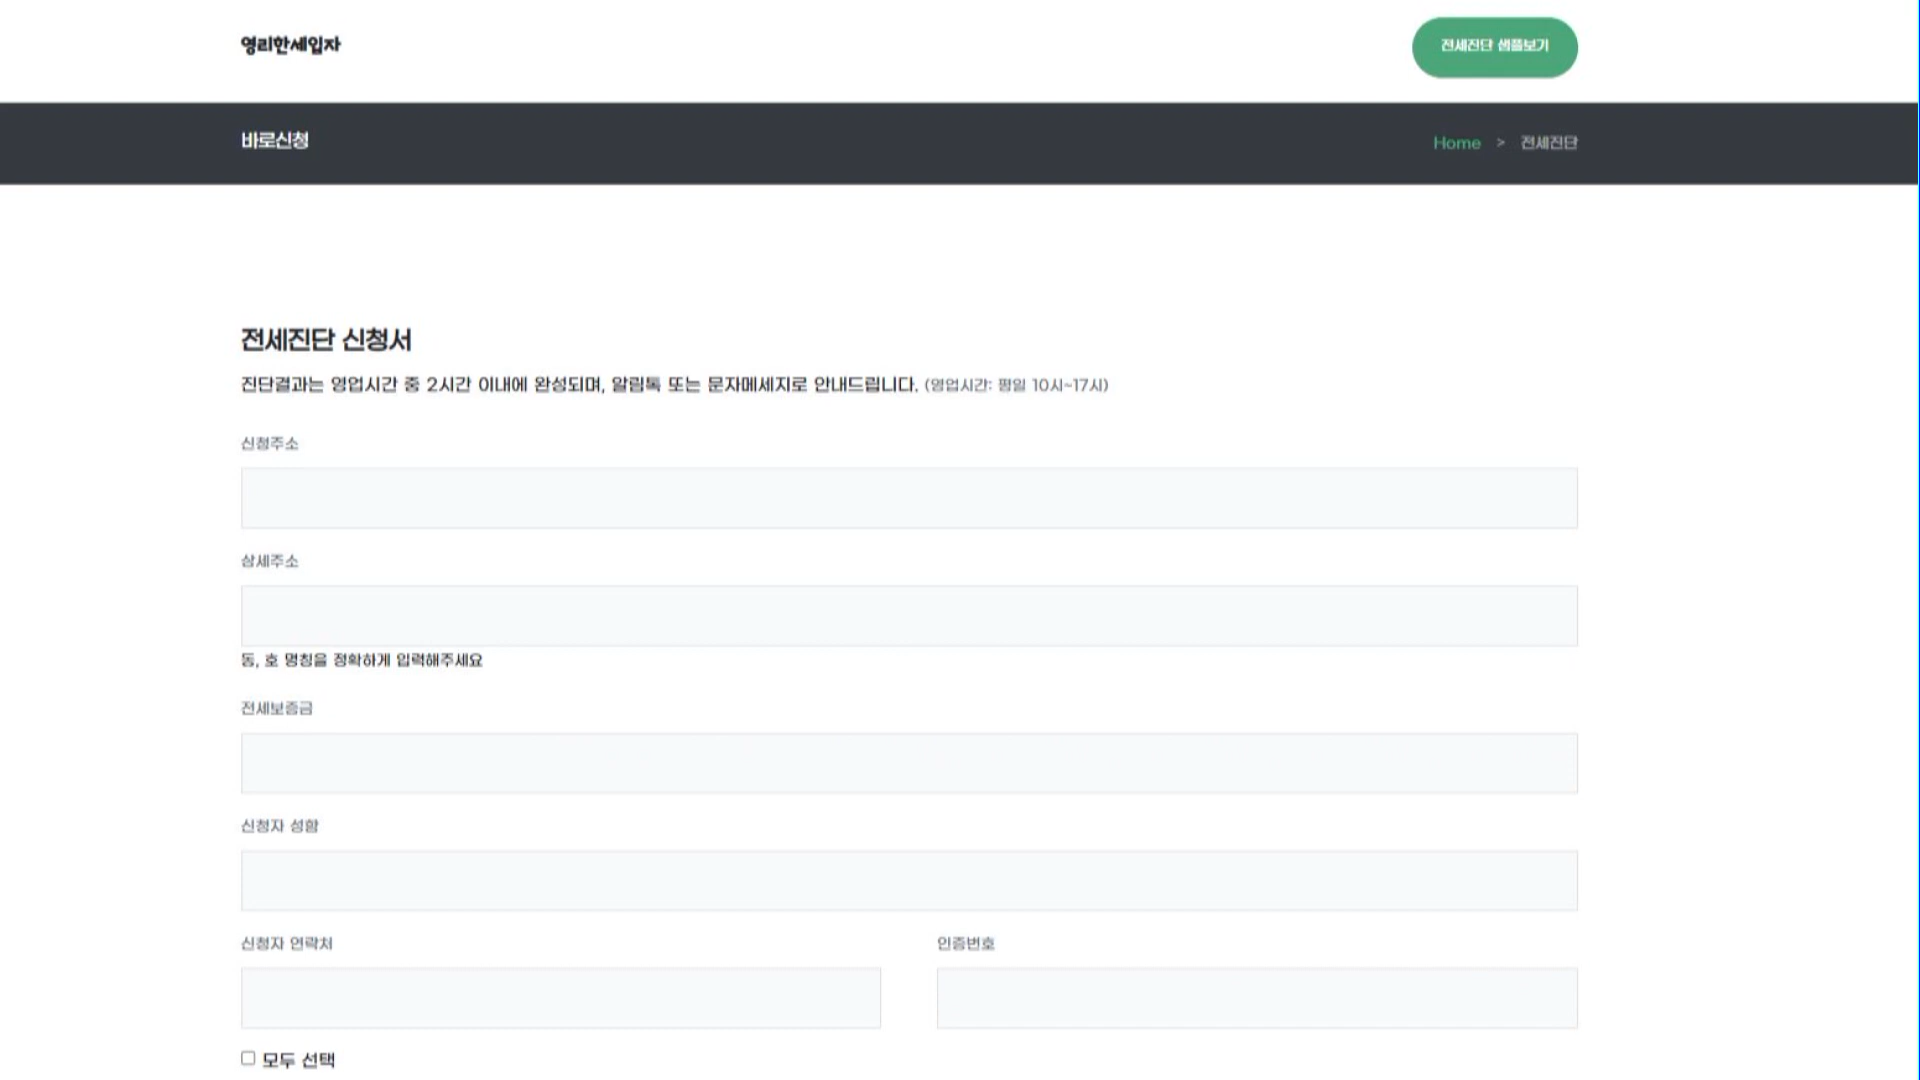 영리한세입자
전세진단 샘플보기
바로신청
Home > 전세진단
전세진단 신청서
진단결과는 영업시간 중 2시간 이내에 완성되며, 알림톡 또는 문자메세지로 안내드립니다. (영업시간: 평일 10시~17시)
신청주소
상세주소
동, 호 명칭을 정확하게 입력해주세요
전세보증금
신청자 성함
신청자 연락처
인증번호
모두 선택